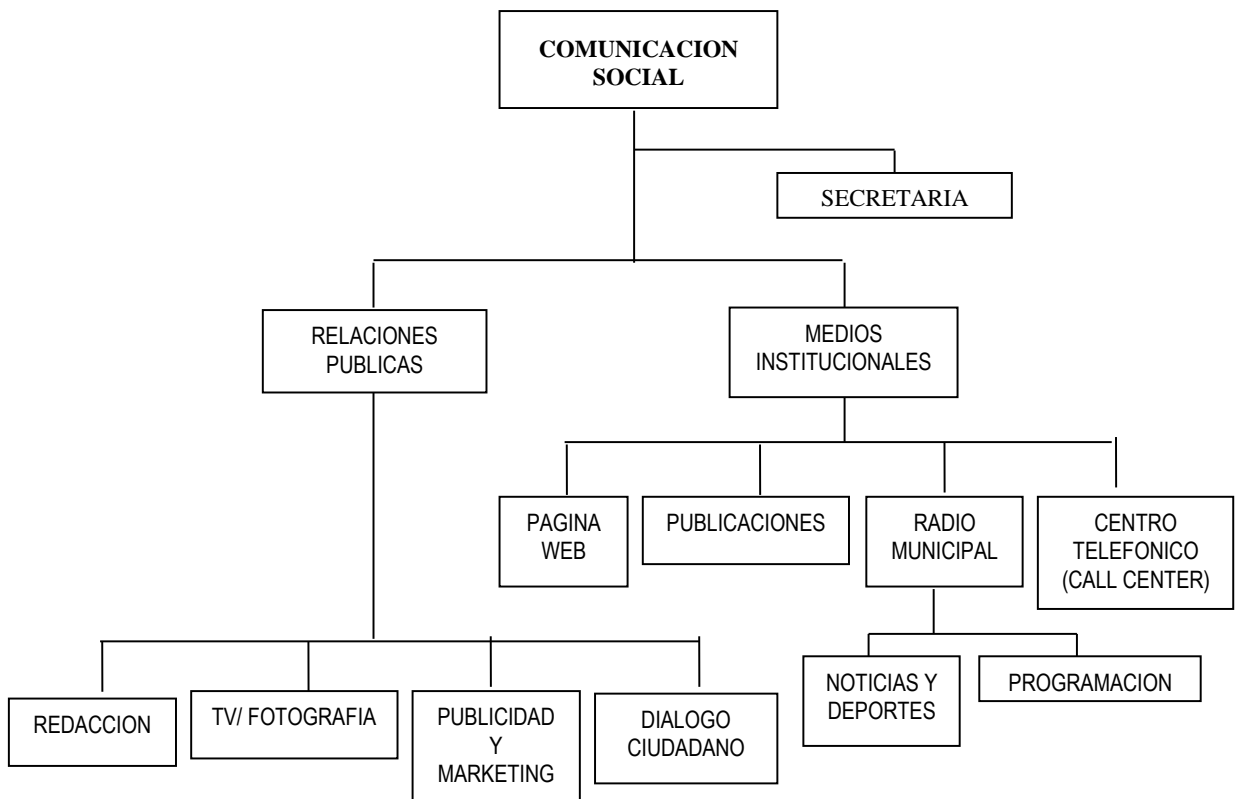 COMUNICACION
SOCIAL
SECRETARIA
RELACIONES
PUBLICAS
MEDIOS
INSTITUCIONALES
PAGINA
WEB
PUBLICACIONES
RADIO
MUNICIPAL
CENTRO
TELEFONICO
(CALL CENTER)
REDACCION
TV/ FOTOGRAFIA
PUBLICIDAD
Y
MARKETING
DIALOGO
CIUDADANO
NOTICIAS Y
DEPORTES
PROGRAMACION